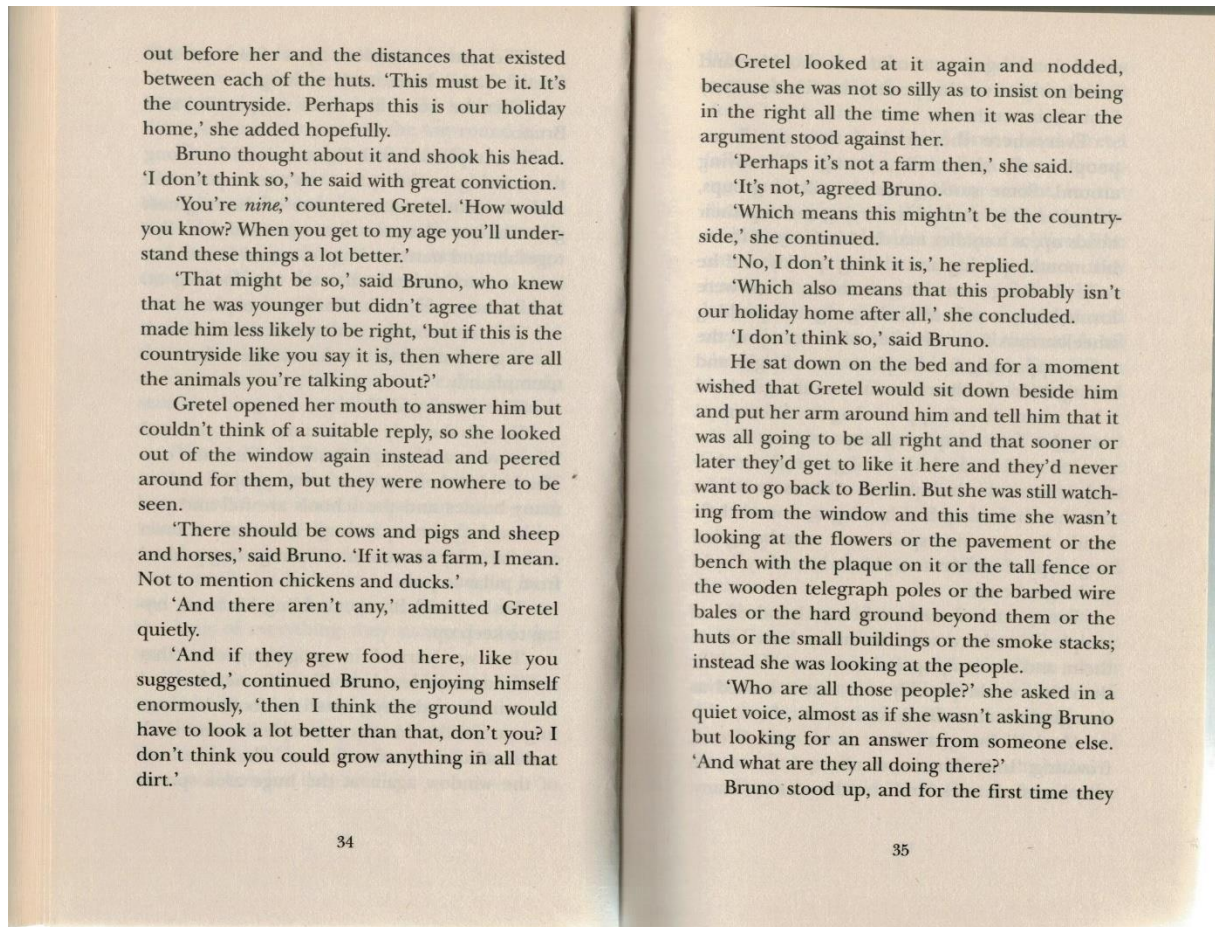 out before her and the distances that existed
between each of the huts. ‘This must be it. It’s
the countryside. Perhaps this is our holiday
home,’ she added hopefully.
Bruno thought about it and shook his head.
‘I don’t think so,’ he said with great conviction.
‘You’re nine,’ countered Gretel. ‘How would
you know? When you get to my age you’ll under-
stand these things a lot better.’
‘That might be so,’ said Bruno, who knew
that he was younger but didn’t agree that that
made him less likely to be right, ‘but if this is the
countryside like you say it is, then where are all
the animals you’re talking about?’
Gretel opened her mouth to answer him but
couldn’t think of a suitable reply, so she looked
out of the window again instead and peered
around for them, but they were nowhere to be
seen.
‘There should be cows and pigs and sheep
and horses,’ said Bruno. ‘If it was a farm, I mean.
Not to mention chickens and ducks.’
‘And there aren’t any,’ admitted Gretel
quietly.
‘And if they grew food here, like you
suggested,’ continued Bruno, enjoying himself
enormously, ‘then I think the ground would
have to look a lot better than that, don’t you? I
don’t think you could grow anything in all that
dirt.’
34
Gretel looked at it again and nodded,
because she was not so silly as to insist on being
in the right all the time when it was clear the
argument stood against her.
‘Perhaps it’s not a farm then,’ she said.
‘It’s not,’ agreed Bruno.
‘Which means this mightn’t be the country-
side,’ she continued.
‘No, I don’t think it is,’ he replied.
‘Which also means that this probably isn’t
our holiday home after all,’ she concluded.
‘I don’t think so,’ said Bruno.
He sat down on the bed and for a moment
wished that Gretel would sit down beside him
and put her arm around him and tell him that it
was all going to be all right and that sooner or
later they’d get to like it here and they’d never
want to go back to Berlin. But she was still watch-
ing from the window and this time she wasn’t
looking at the flowers or the pavement or the
bench with the plaque on it or the tall fence or
the wooden telegraph poles or the barbed wire
bales or the hard ground beyond them or the
huts or the small buildings or the smoke stacks;
instead she was looking at the people.
‘Who are all those people?’ she asked in a
quiet voice, almost as if she wasn’t asking Bruno
but looking for an answer from someone else.
‘And what are they all doing there?’
Bruno stood up, and for the first time they
35